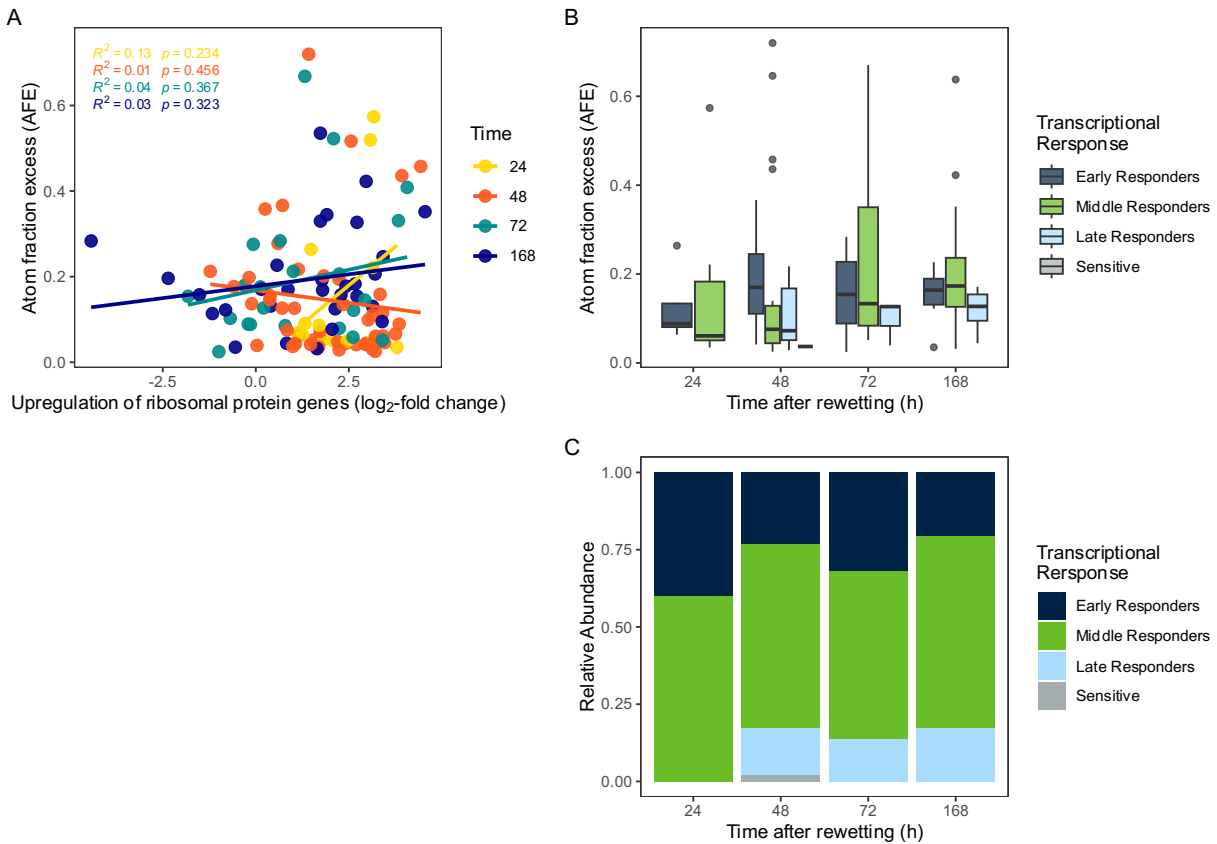 A
R² = 0.13 p = 0.234
R² = 0.01 p = 0.456
R² = 0.04 p = 0.367
R² = 0.03 p = 0.323
Atom fraction excess (AFE)
0.6
0.4
0.2
0.0
-2.5 0.0 2.5
Upregulation of ribosomal protein genes (log₂-fold change)
Time
24
48
72
168
B
Atom fraction excess (AFE)
0.6
0.4
0.2
0.0
24 48 72 168
Time after rewetting (h)
Transcriptional
Rersponse
Early Responders
Middle Responders
Late Responders
Sensitive
C
Relative Abundance
1.00
0.75
0.50
0.25
0.00
24 48 72 168
Time after rewetting (h)
Transcriptional
Rersponse
Early Responders
Middle Responders
Late Responders
Sensitive